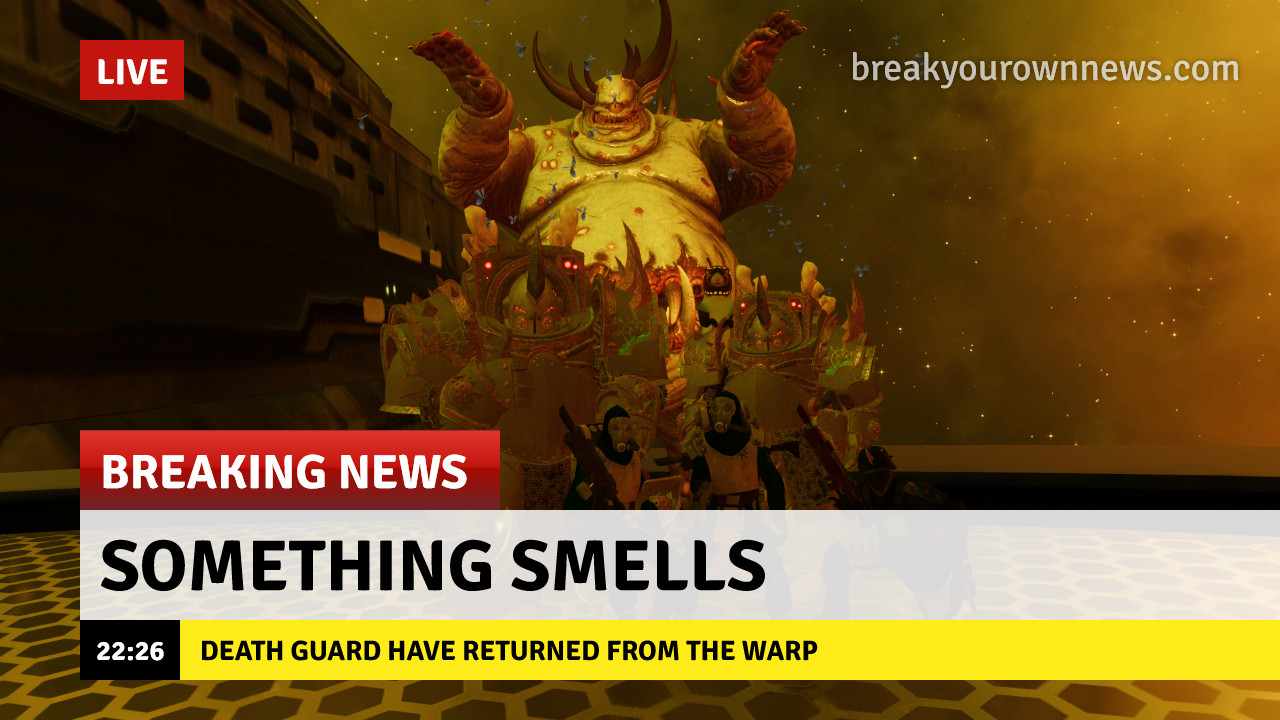 LIVE
breakyourownnews.com
BREAKING NEWS
SOMETHING SMELLS
22:26
DEATH GUARD HAVE RETURNED FROM THE WARP